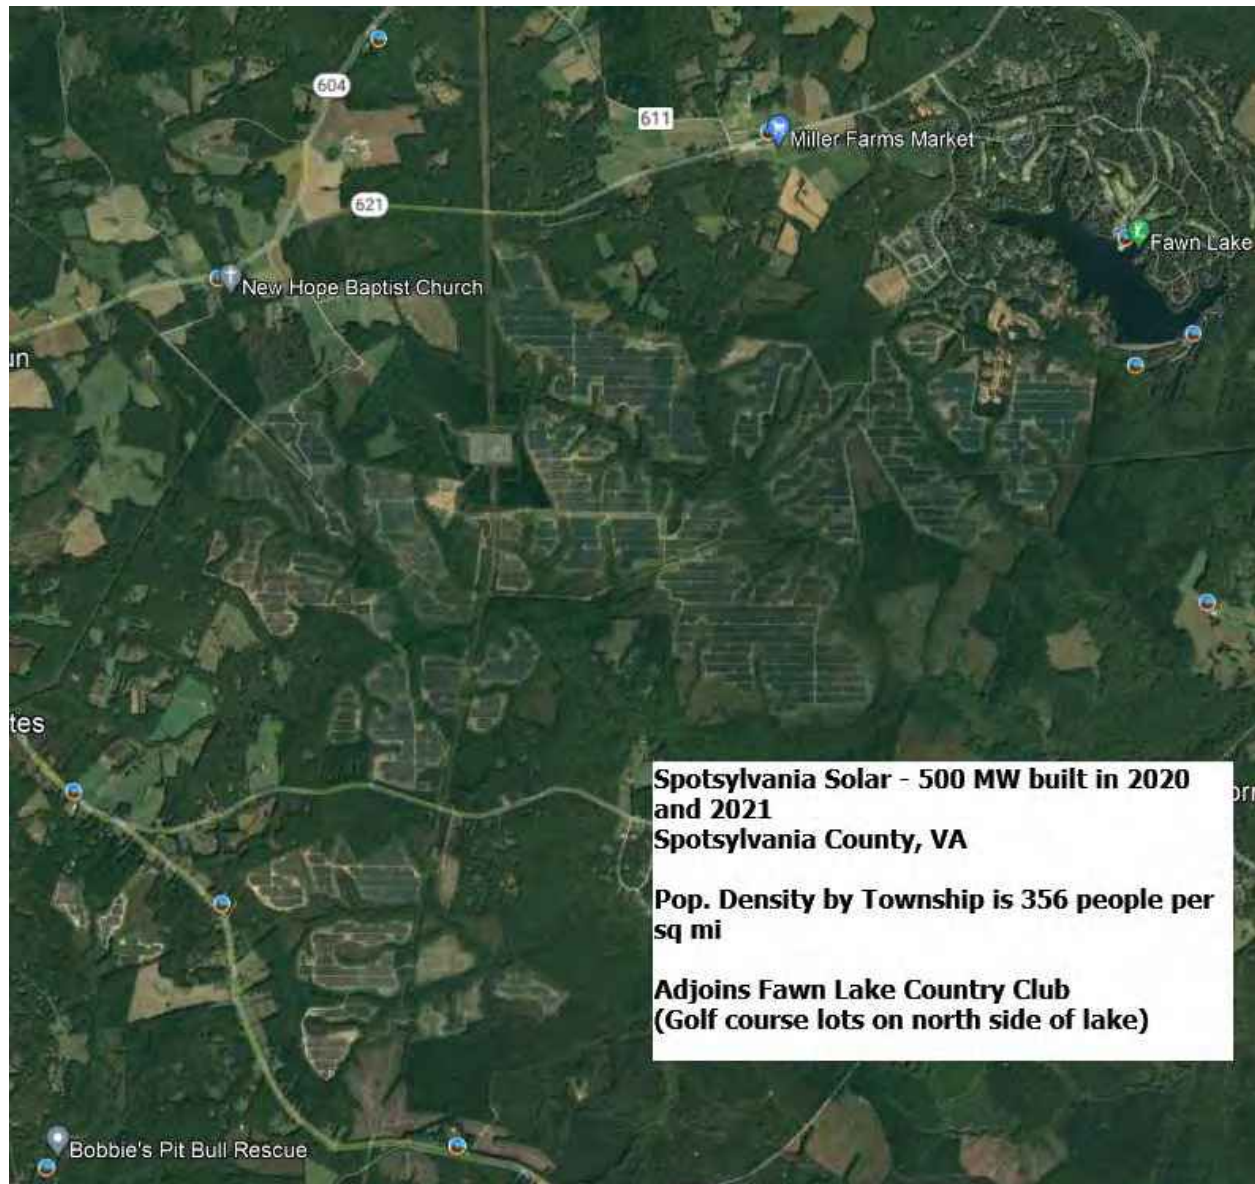 604
611
Miller Farms Market
621
Fawn Lake
New Hope Baptist Church
un
tes
Spotsylvania Solar - 500 MW built in 2020
and 2021
Spotsylvania County, VA
Pop. Density by Township is 356 people per
sq mi
Adjoins Fawn Lake Country Club
(Golf course lots on north side of lake)
orr
Bobbie's Pit Bull Rescue